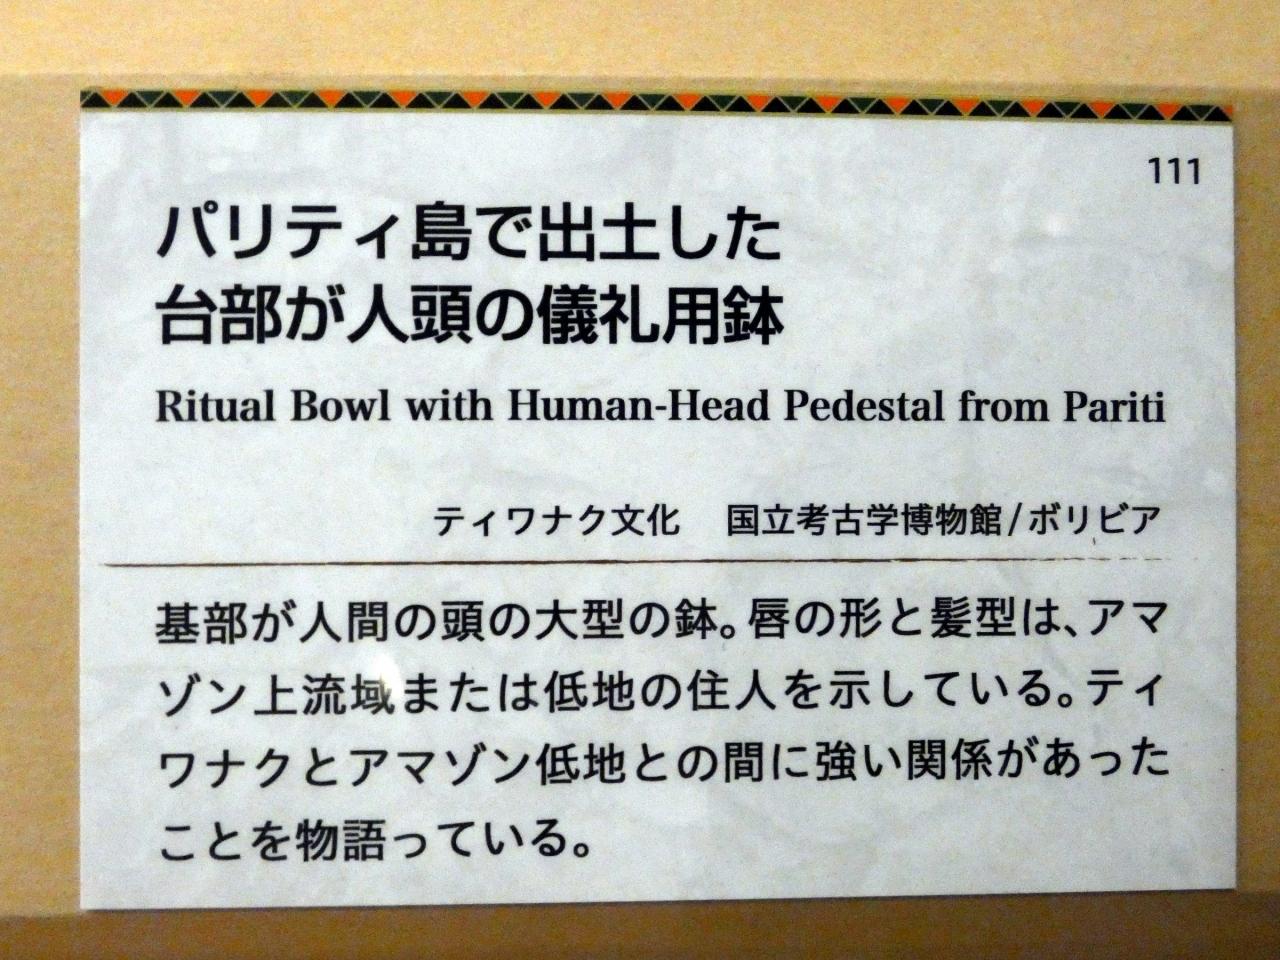 111
パリティ島で出土した
台部が人頭の儀礼用鉢
Ritual Bowl with Human-Head Pedestal from Pariti
ティワナク文化 国立考古学博物館/ボリビア
基部が人間の頭の大型の鉢。唇の形と髪型は、アマ
ゾン上流域または低地の住人を示している。ティ
ワナクとアマゾン低地との間に強い関係があった
ことを物語っている。